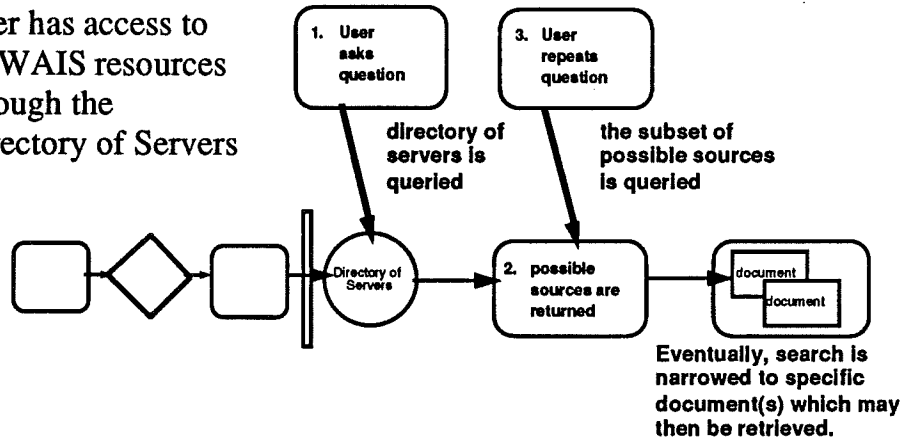 er has access to
WAIS resources
ough the
rectory of Servers
1. User
asks
question
3. User
repeats
question
directory of
servers is
queried
the subset of
possible sources
is queried
Directory of
Servers
2. possible
sources are
returned
document
document
Eventually, search is
narrowed to specific
document(s) which may
then be retrieved.